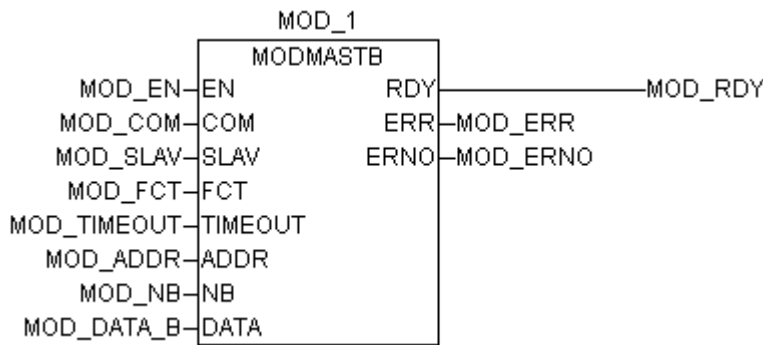 MOD_1
MODMASTB
MOD_EN EN RDY MOD_RDY
MOD_COM COM ERR MOD_ERR
MOD_SLAV SLAV ERNO MOD_ERNO
MOD_FCT FCT
MOD_TIMEOUT TIMEOUT
MOD_ADDR ADDR
MOD_NB NB
MOD_DATA_B DATA